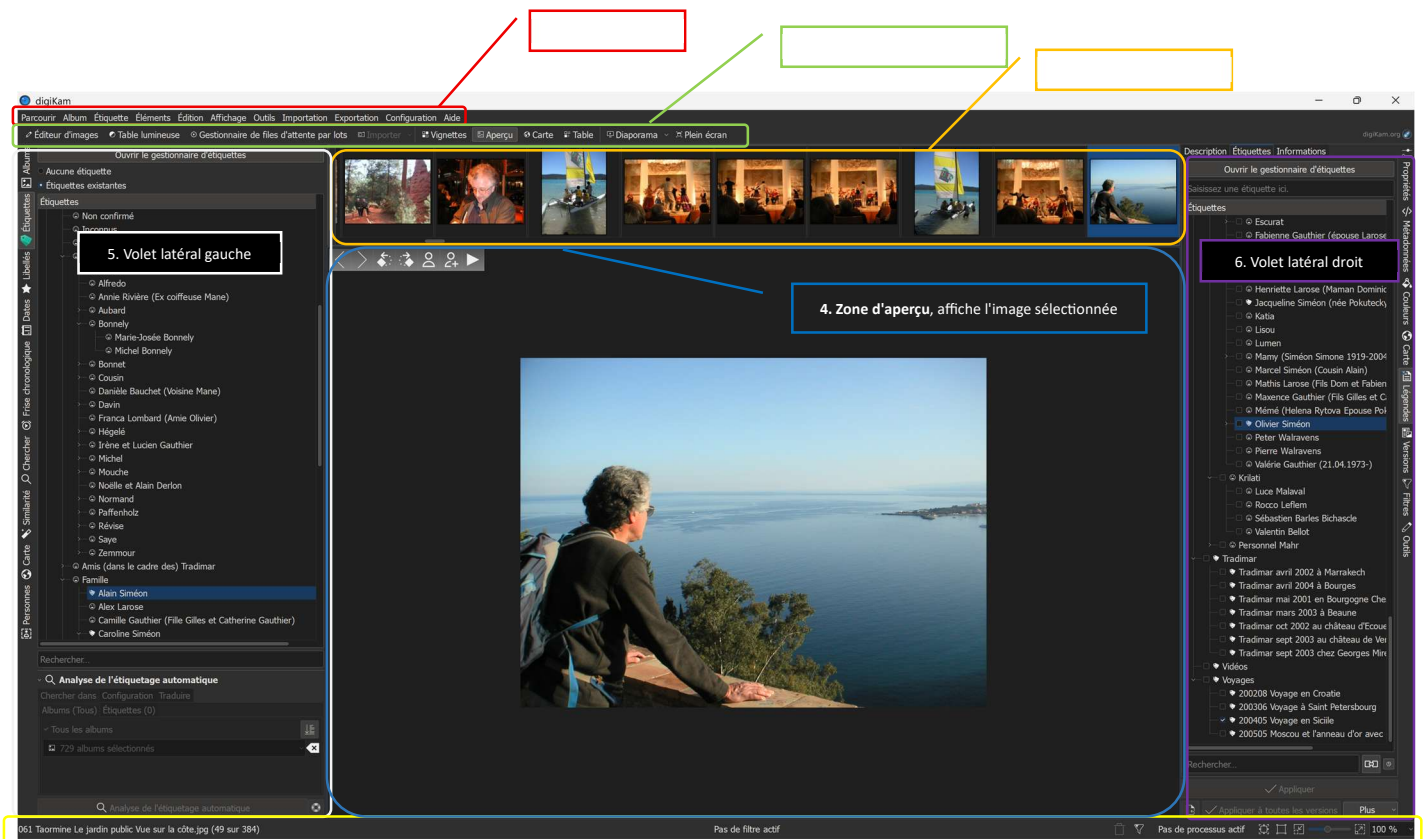 digiKam
Parcourir Album Étiquette Éléments Édition Affichage Outils Importation Exportation Configuration Aide
Éditeur d'images Table lumineuse Gestionnaire de files d'attente par lots Importer Vignettes Aperçu Carte Table Diaporama Plein écran digiKam.org
Albums
Étiquettes
Libellés
Dates
Frise chronologique
Chercher
Similarité
Carte
Personnes
Ouvrir le gestionnaire d'étiquettes
Aucune étiquette
Étiquettes existantes
Étiquettes
Non confirmé
Inconnus
5. Volet latéral gauche
Alfredo
Annie Rivière (Ex coiffeuse Mane)
Aubard
Bonnely
Marie-Josée Bonnely
Michel Bonnely
Bonnet
Cousin
Danièle Bauchet (Voisine Mane)
Davin
Franca Lombard (Amie Olivier)
Hégelé
Irène et Lucien Gauthier
Michel
Mouche
Noëlle et Alain Derlon
Normand
Paffenholz
Révise
Saye
Zemmour
Amis (dans le cadre des) Tradimar
Famille
Alain Siméon
Alex Larose
Camille Gauthier (Fille Gilles et Catherine Gauthier)
Caroline Siméon
Rechercher...
Analyse de l'étiquetage automatique
Chercher dans Configuration Traduire
Albums (Tous) Étiquettes (0)
Tous les albums
729 albums sélectionnés
Analyse de l'étiquetage automatique
4. Zone d'aperçu, affiche l'image sélectionnée
Description Étiquettes Informations
Ouvrir le gestionnaire d'étiquettes
Saisissez une étiquette ici.
Étiquettes
Escurat
Fabienne Gauthier (épouse Larose
6. Volet latéral droit
Henriette Larose (Maman Dominic
Jacqueline Siméon (née Pokutecky
Katia
Lisou
Lumen
Mamy (Siméon Simone 1919-2004
Marcel Siméon (Cousin Alain)
Mathis Larose (Fils Dom et Fabien
Maxence Gauthier (Fils Gilles et Ca
Mémé (Helena Rytova Epouse Pok
Olivier Siméon
Peter Walravens
Pierre Walravens
Valérie Gauthier (21.04.1973-)
Krilati
Luce Malaval
Rocco Leflem
Sébastien Barles Bichascle
Valentin Bellot
Personnel Mahr
Tradimar
Tradimar avril 2002 à Marrakech
Tradimar avril 2004 à Bourges
Tradimar mai 2001 en Bourgogne Che
Tradimar mars 2003 à Beaune
Tradimar oct 2002 au château d'Ecoue
Tradimar sept 2003 au château de Ver
Tradimar sept 2003 chez Georges Mire
Vidéos
Voyages
200208 Voyage en Croatie
200306 Voyage à Saint Petersbourg
200405 Voyage en Sicile
200505 Moscou et l'anneau d'or avec
Rechercher...
Appliquer
Appliquer à toutes les versions Plus
Propriétés
Métadonnées
Couleurs
Carte
Légendes
Versions
Filtres
Outils
061 Taormine Le jardin public Vue sur la côte.jpg (49 sur 384) Pas de filtre actif Pas de processus actif 100 %